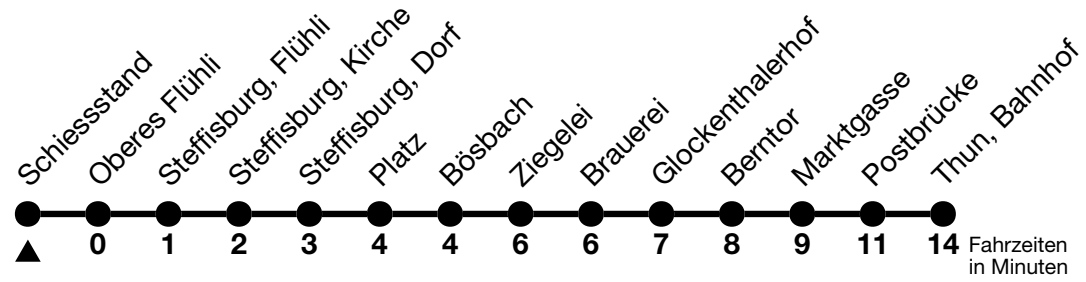 Schiessstand
Oberes Flühli
Steffisburg, Flühli
Steffisburg, Kirche
Steffisburg, Dorf
Platz
Bösbach
Ziegelei
Brauerei
Glockenthalerhof
Berntor
Marktgasse
Postbrücke
Thun, Bahnhof
0 1 2 3 4 4 6 6 7 8 9 11 14 Fahrzeiten
in Minuten